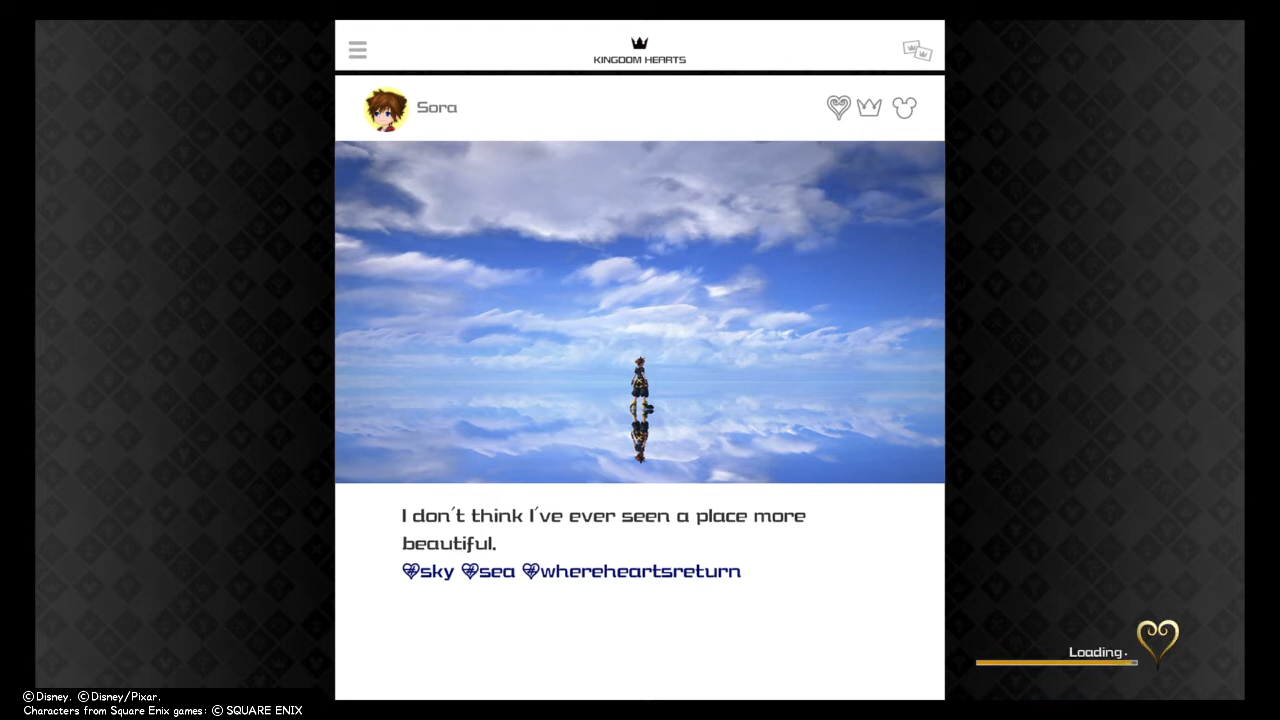 KINGDOM HEARTS
Sora
I don't think I've ever seen a place more
beautiful.
#sky #sea #whereheartsreturn
Loading.
©Disney. ©Disney/Pixar.
Characters from Square Enix games: © SQUARE ENIX